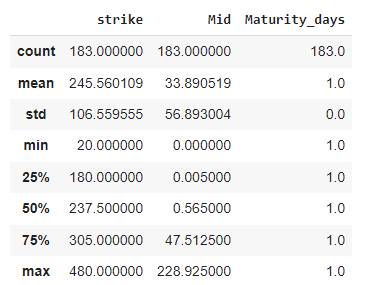 strike Mid Maturity_days
count 183.000000 183.000000 183.0
mean 245.560109 33.890519 1.0
std 106.559555 56.893004 0.0
min 20.000000 0.000000 1.0
25% 180.000000 0.005000 1.0
50% 237.500000 0.565000 1.0
75% 305.000000 47.512500 1.0
max 480.000000 228.925000 1.0